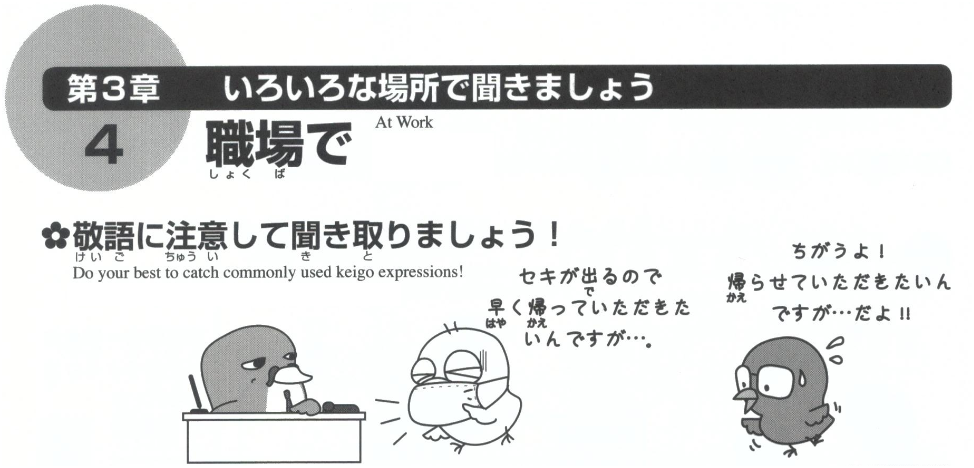 第3章 いろいろな場所で聞きましょう
4 職場で At Work
しょく ば
✿敬語に注意して聞き取りましょう！
けい ご ちゅう い き と
Do your best to catch commonly used keigo expressions!
セキが出るので
で
早く帰っていただきた
はや かえ
いんですが…。
ちがうよ！
帰らせていただきたいん
かえ
ですが…だよ!!